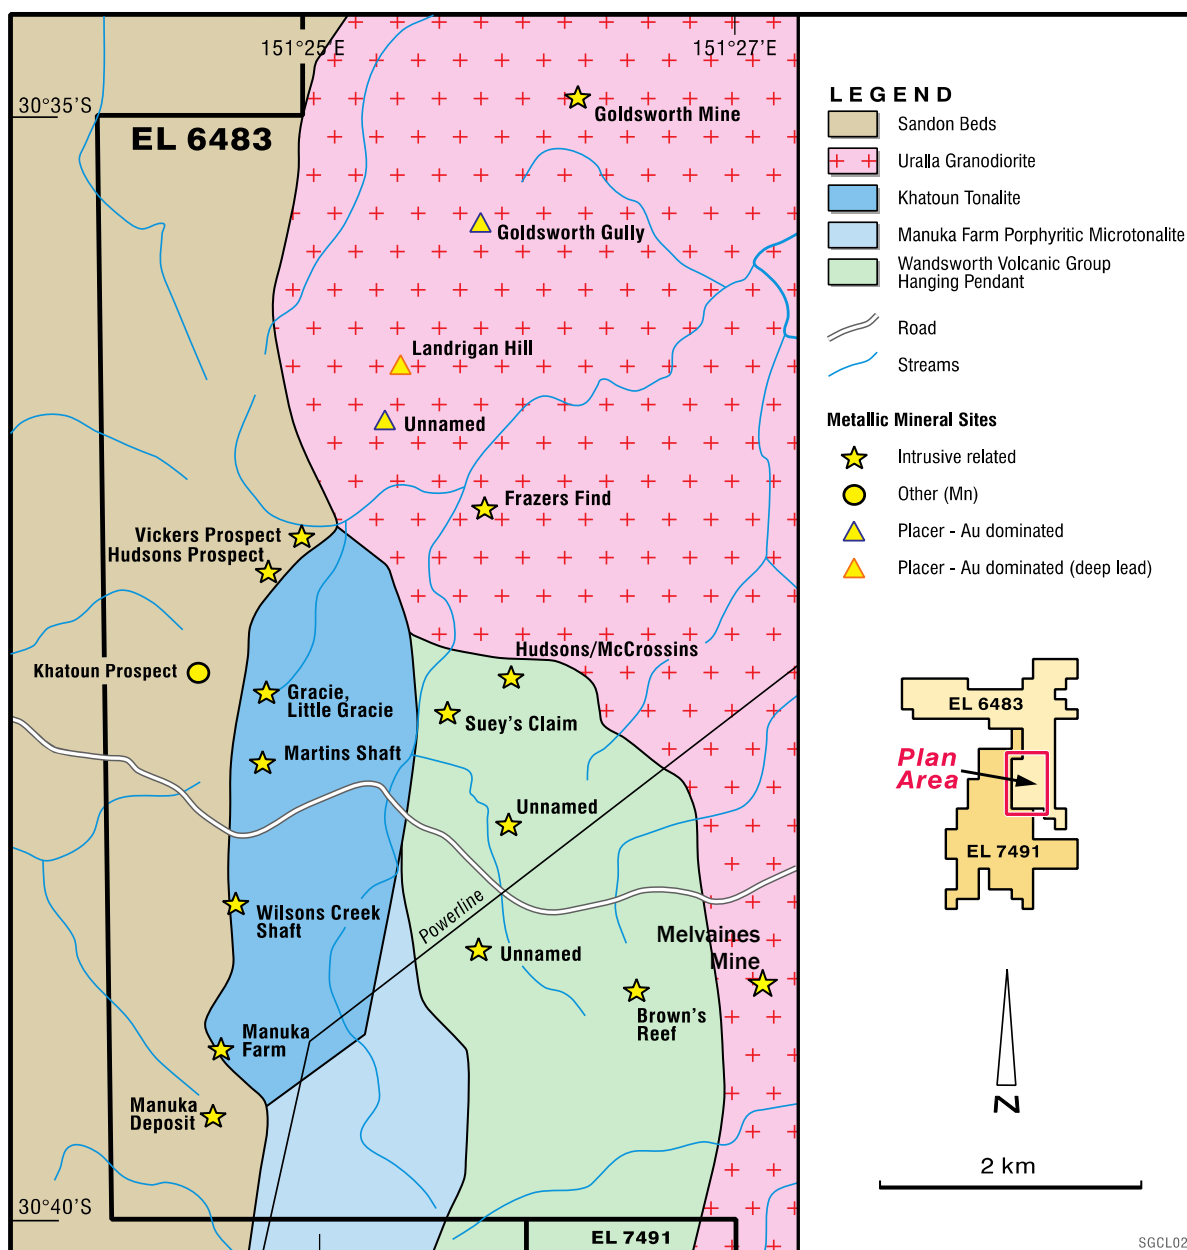 151°25'E
151°27'E
30°35'S
EL 6483
Goldsworth Mine
Goldsworth Gully
Landrigan Hill
Unnamed
Frazers Find
Vickers Prospect
Hudsons Prospect
Khatoun Prospect
Hudsons/McCrossins
Gracie,
Little Gracie
Suey's Claim
Martins Shaft
Unnamed
Powerline
Wilsons Creek
Shaft
Unnamed
Melvaines
Mine
Brown's
Reef
Manuka
Farm
Manuka
Deposit
30°40'S
EL 7491
LEGEND
Sandon Beds
Uralla Granodiorite
Khatoun Tonalite
Manuka Farm Porphyritic Microtonalite
Wandsworth Volcanic Group
Hanging Pendant
Road
Streams
Metallic Mineral Sites
Intrusive related
Other (Mn)
Placer - Au dominated
Placer - Au dominated (deep lead)
EL 6483
Plan
Area
EL 7491
N
2 km
SGCL02